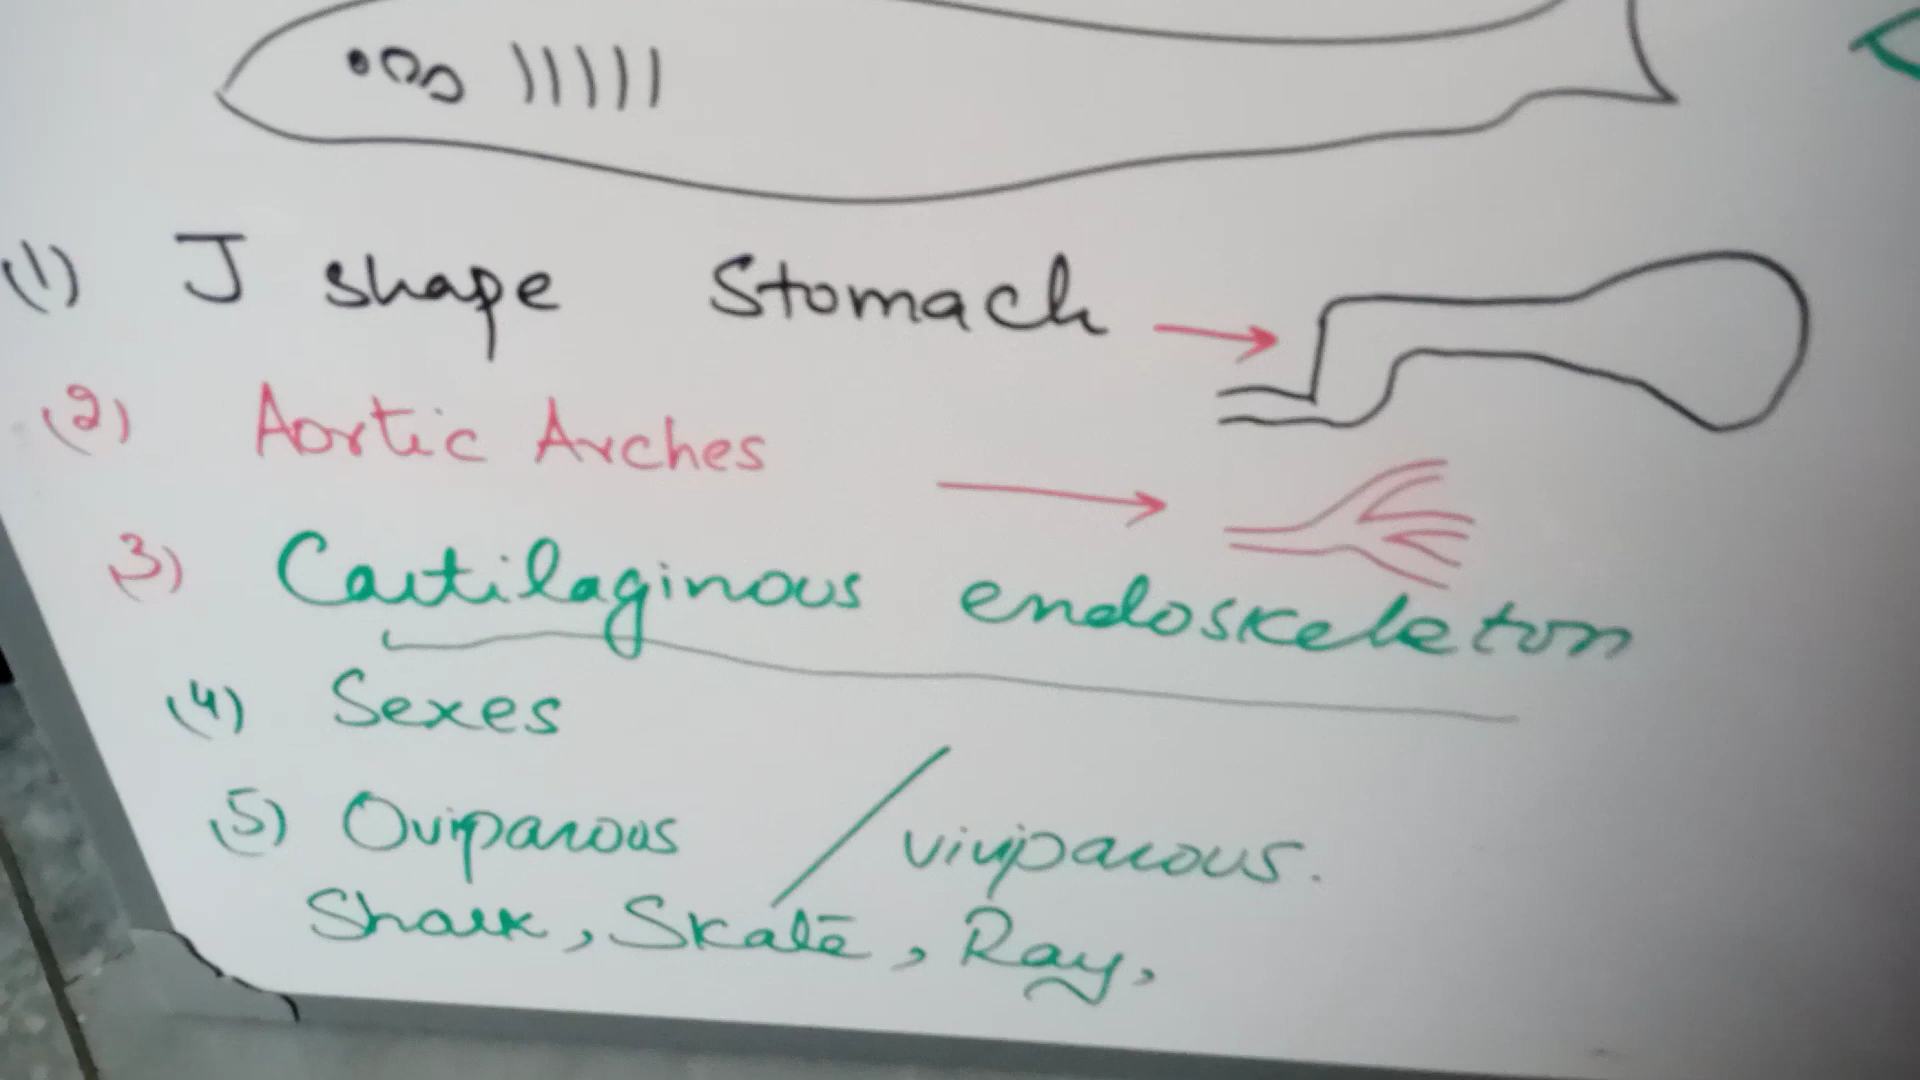 (1) J shape Stomach
(2) Aortic Arches
3) Cartilaginous endoskeleton
(4) Sexes
(5) Oviparous / viviparous.
Shark, Skate, Ray,